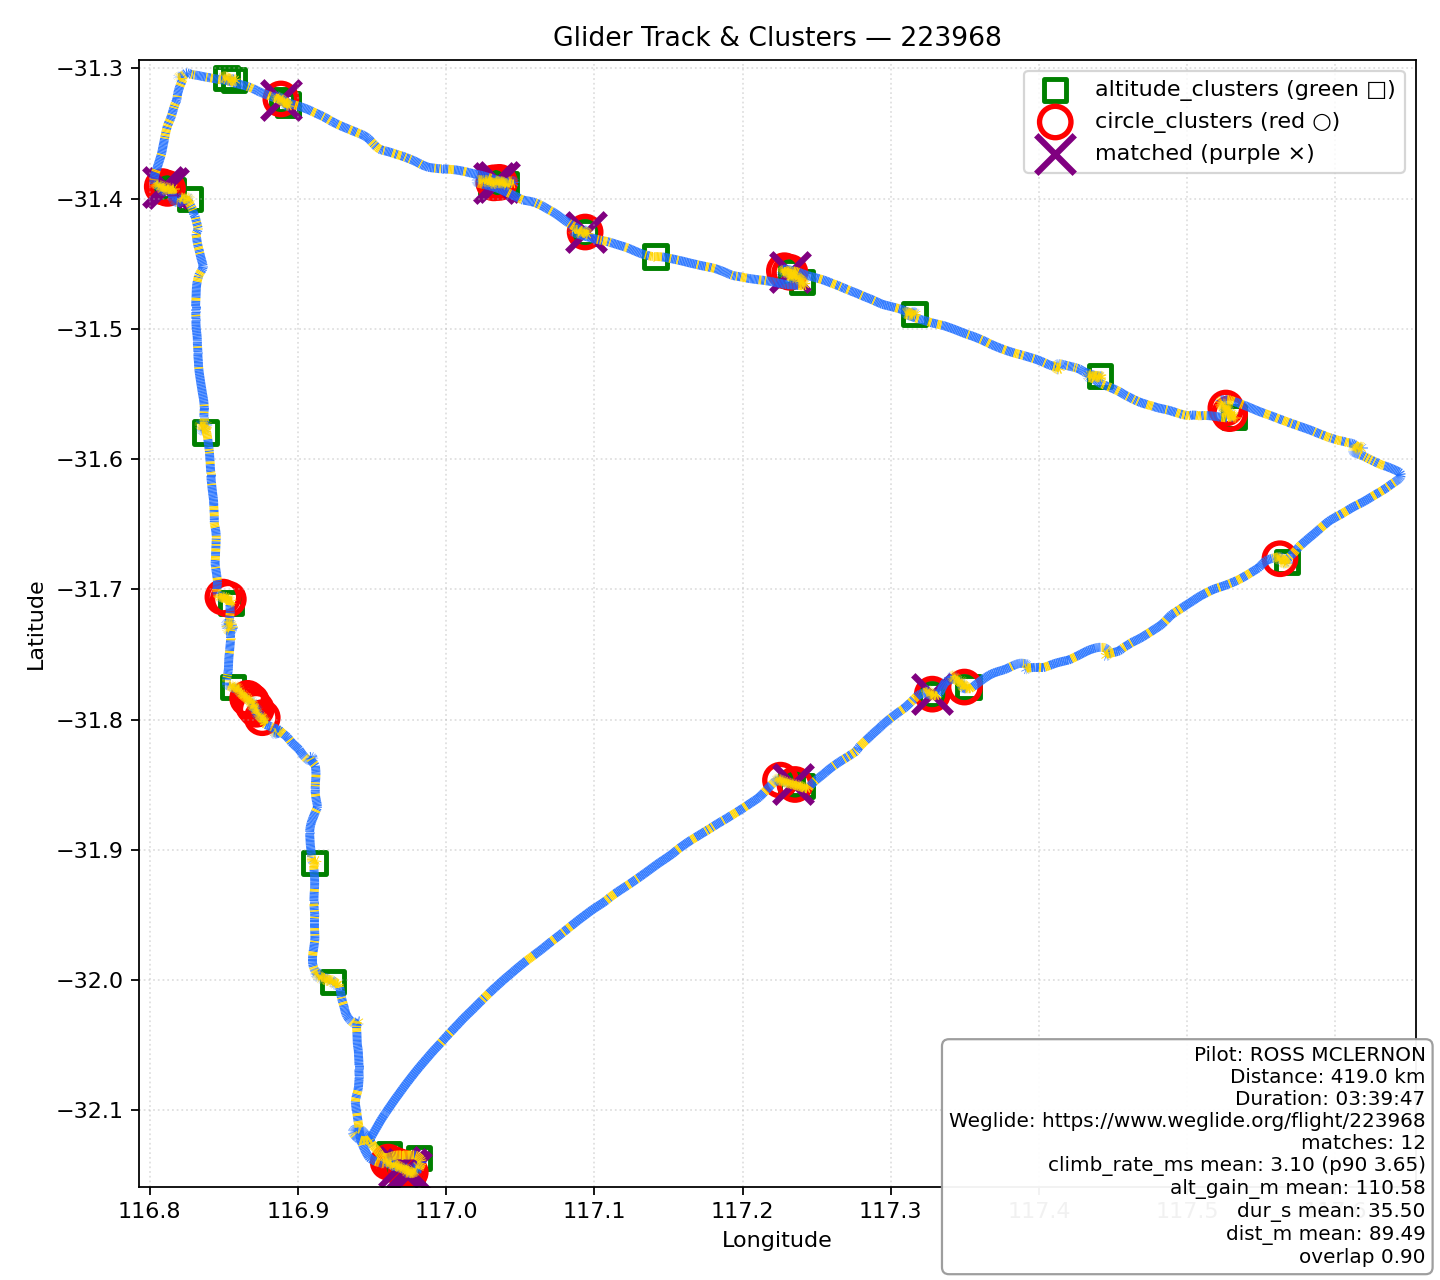 Glider Track & Clusters — 223968
altitude_clusters (green □)
circle_clusters (red ○)
matched (purple ×)
−31.3
−31.4
−31.5
−31.6
−31.7
−31.8
−31.9
−32.0
−32.1
Latitude
116.8
116.9
117.0
117.1
117.2
117.3
117.4
117.5
Longitude
Pilot: ROSS MCLERNON
Distance: 419.0 km
Duration: 03:39:47
Weglide: https://www.weglide.org/flight/223968
matches: 12
climb_rate_ms mean: 3.10 (p90 3.65)
alt_gain_m mean: 110.58
dur_s mean: 35.50
dist_m mean: 89.49
overlap 0.90